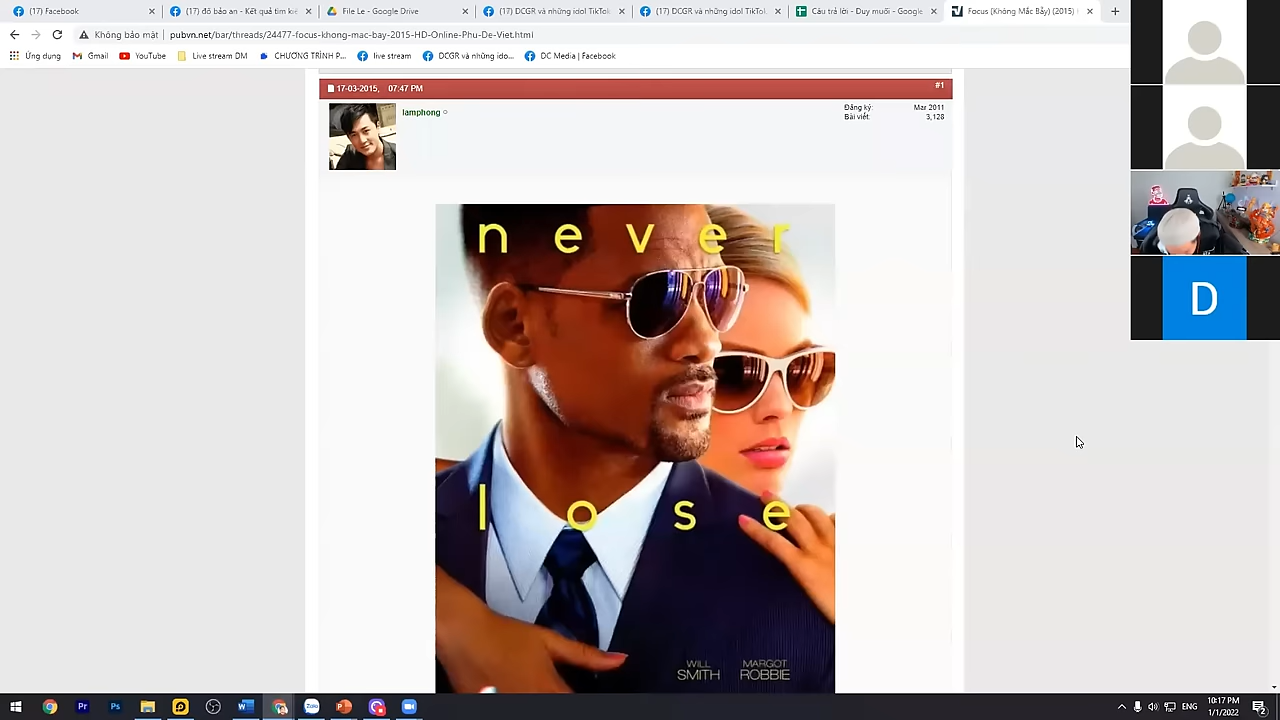 (17) Facebook
(17) đồ bảo an - Kết quả tìm kiế
File Le - Google Drive
(17) DCGR và những idol TikTok
(17) DCGR và những idol TikTok
Câu trả lời - Duy muối - Google
Focus (Không Mắc Bẫy) (2015)
Không bảo mật
pubvn.net/bar/threads/24477-focus-khong-mac-bay-2015-HD-Online-Phu-De-Viet.html
Ứng dụng
Gmail
YouTube
Live stream DM
CHƯƠNG TRÌNH P...
live stream
DCGR và những ido...
DC Media | Facebook
17-03-2015, 07:47 PM
#1
lamphong
Đăng ký: Mar 2011
Bài viết: 3,128
never
lose
WILL SMITH
MARGOT ROBBIE
D
ENG
10:17 PM
1/1/2022